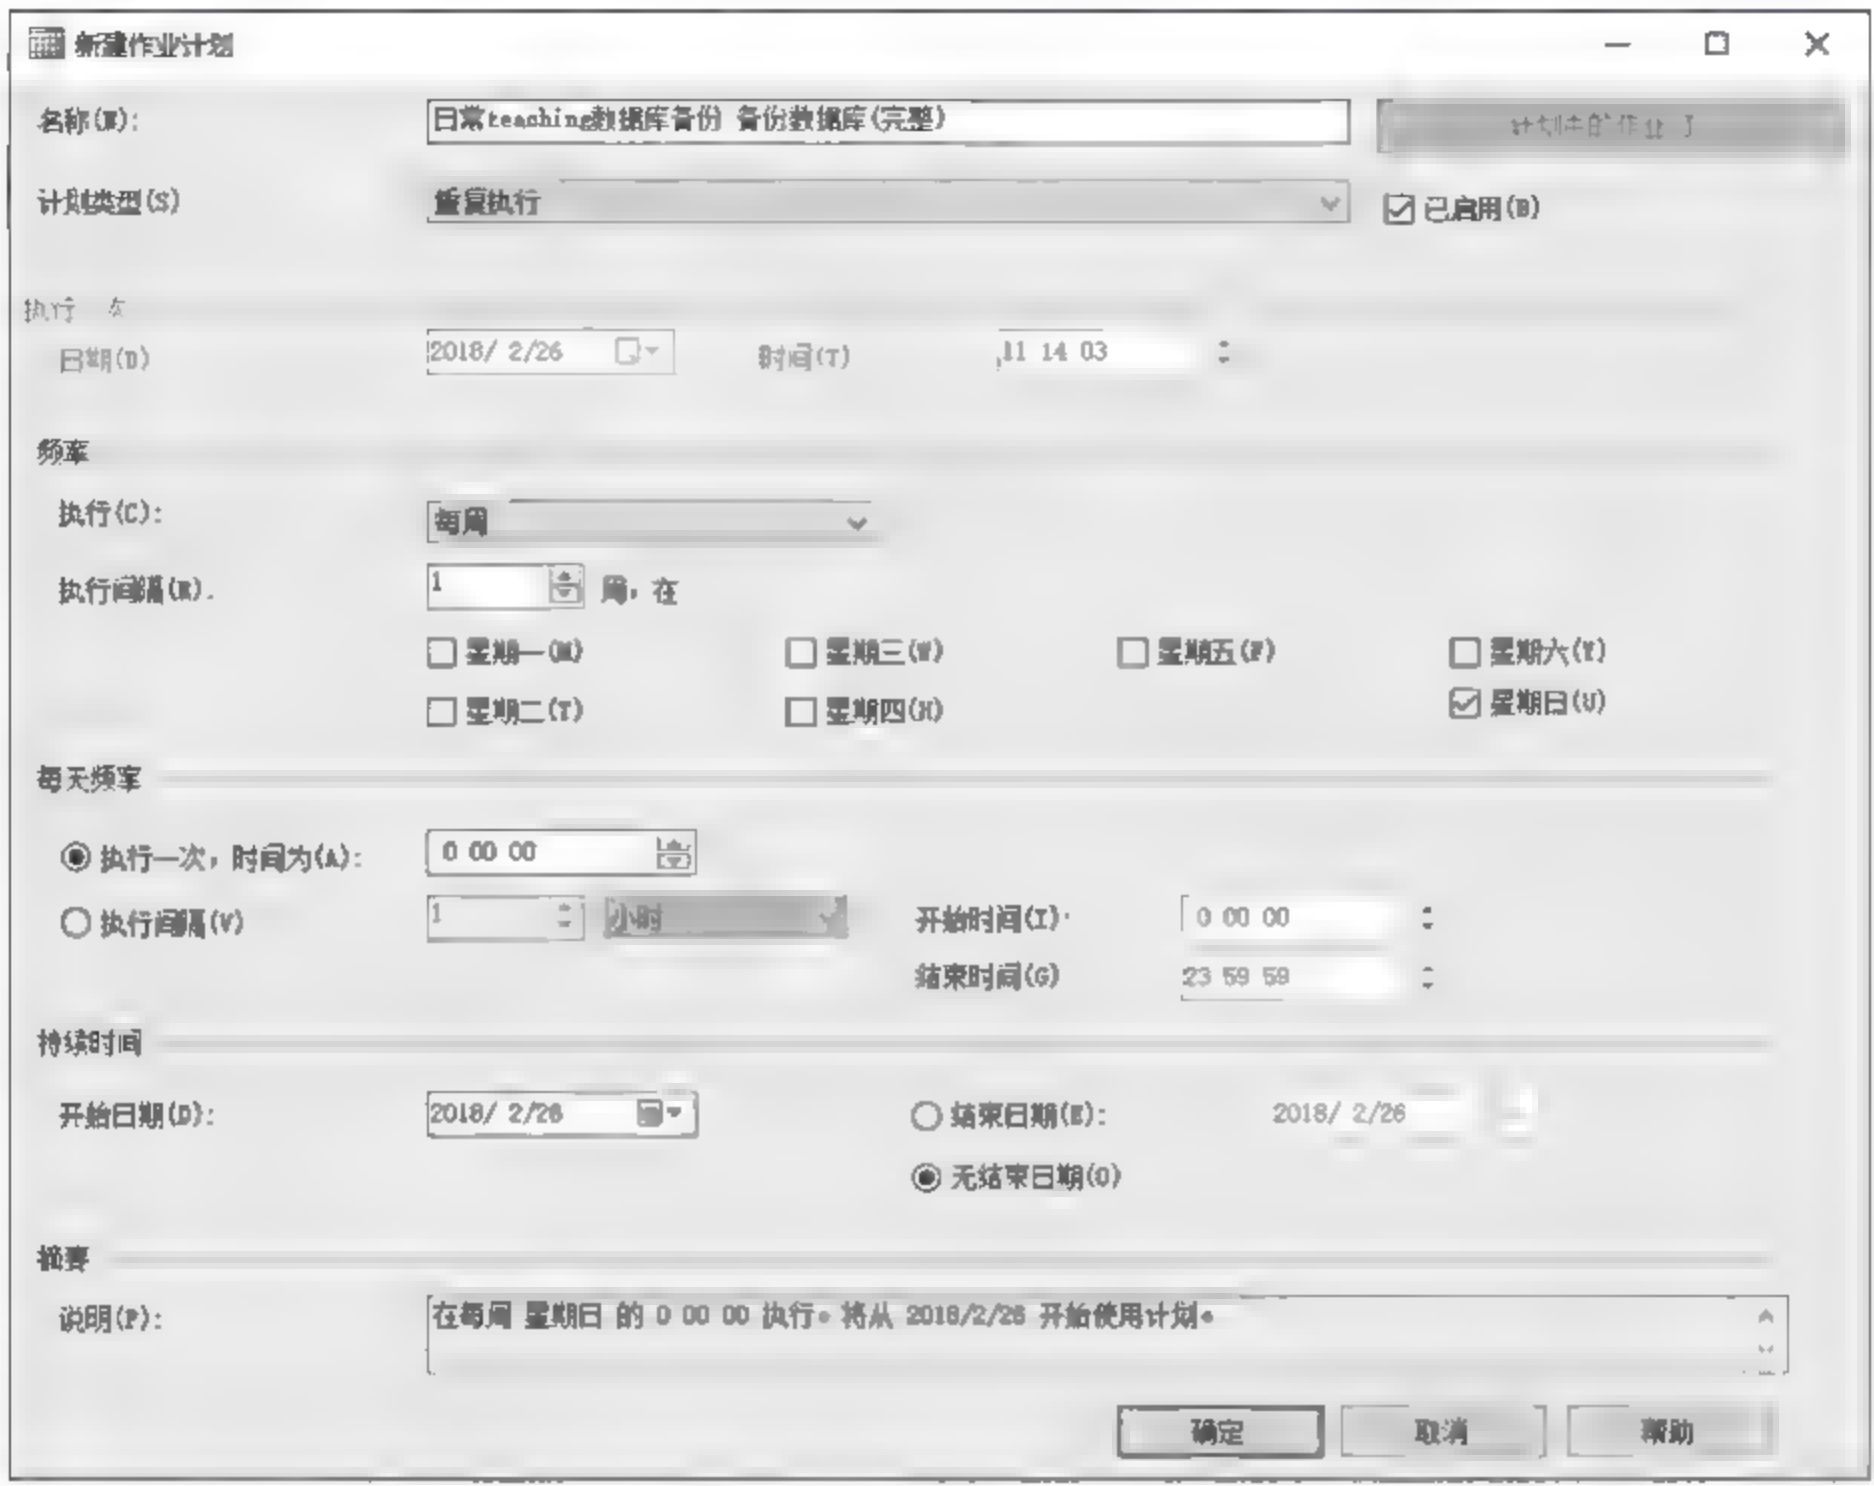 新建作业计划
名称(N):
日常teaching数据库备份 备份数据库(完整)
计划类型(S)
重复执行
已启用(B)
执行 次
日期(D)
2018/ 2/26
时间(T)
11 14 03
频率
执行(C):
每周
执行间隔(R).
1
周，在
星期一(M)
星期三(W)
星期五(F)
星期六(Y)
星期二(T)
星期四(H)
星期日(U)
每天频率
执行一次，时间为(A):
0 00 00
执行间隔(V)
1
小时
开始时间(I):
0 00 00
结束时间(G)
23 59 59
持续时间
开始日期(D):
2018/ 2/26
结束日期(E):
2018/ 2/26
无结束日期(O)
摘要
说明(P):
在每周 星期日 的 0 00 00 执行。将从 2018/2/26 开始使用计划。
确定
取消
帮助